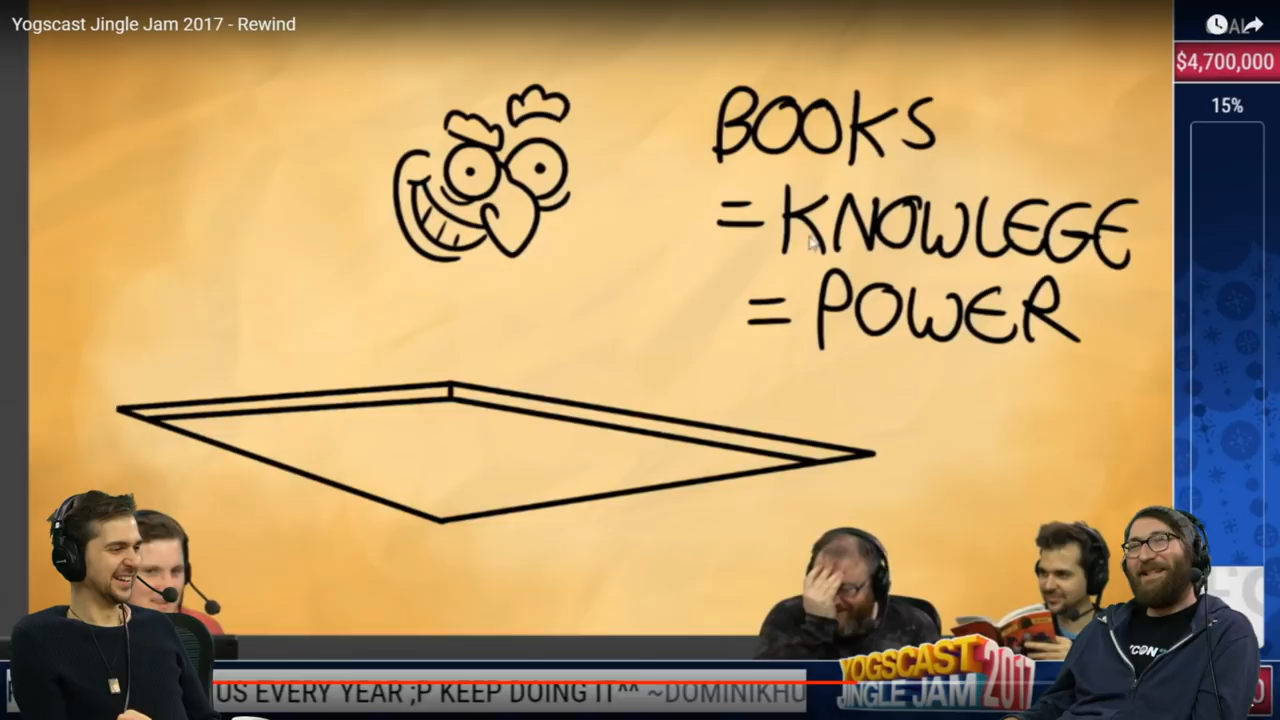 Yogscast Jingle Jam 2017 - Rewind
$4,700,000
15%
BOOKS
= KNOWLEGE
= POWER
US EVERY YEAR ;P KEEP DOING IT^^ ~DOMINIKHU
YOGSCAST
JINGLE JAM 2017